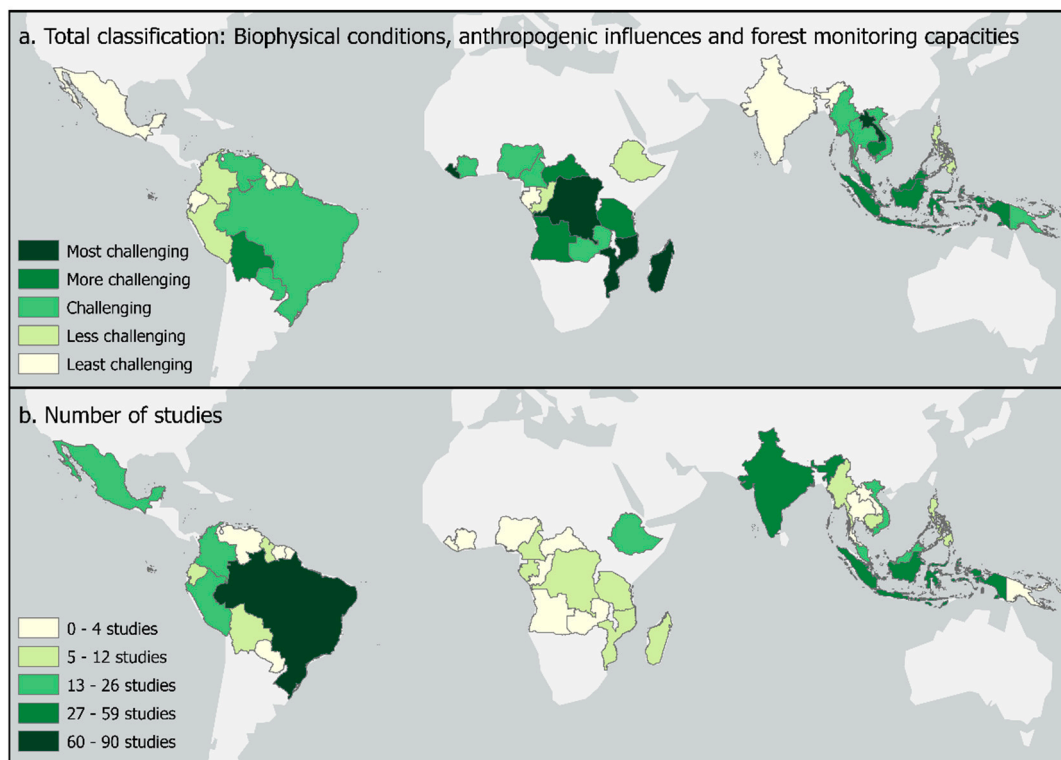 a. Total classification: Biophysical conditions, anthropogenic influences and forest monitoring capacities
Most challenging
More challenging
Challenging
Less challenging
Least challenging
b. Number of studies
0 - 4 studies
5 - 12 studies
13 - 26 studies
27 - 59 studies
60 - 90 studies